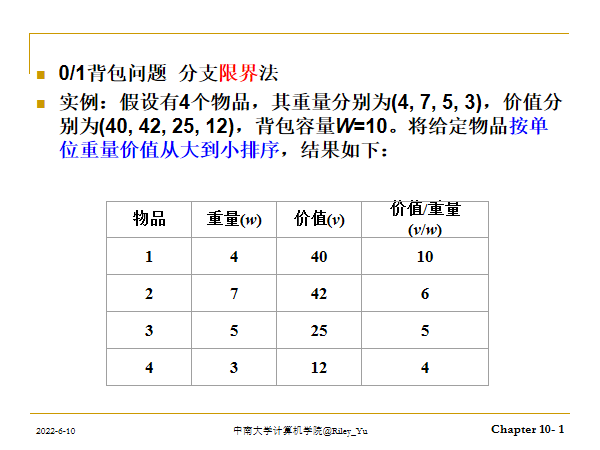 0/1背包问题 分支限界法
实例：假设有4个物品，其重量分别为(4, 7, 5, 3)，价值分
别为(40, 42, 25, 12)，背包容量W=10。将给定物品按单
位重量价值从大到小排序，结果如下：
物品 重量(w) 价值(v) 价值/重量
(v/w)
1 4 40 10
2 7 42 6
3 5 25 5
4 3 12 4
2022-6-10 中南大学计算机学院@Riley_Yu Chapter 10- 1